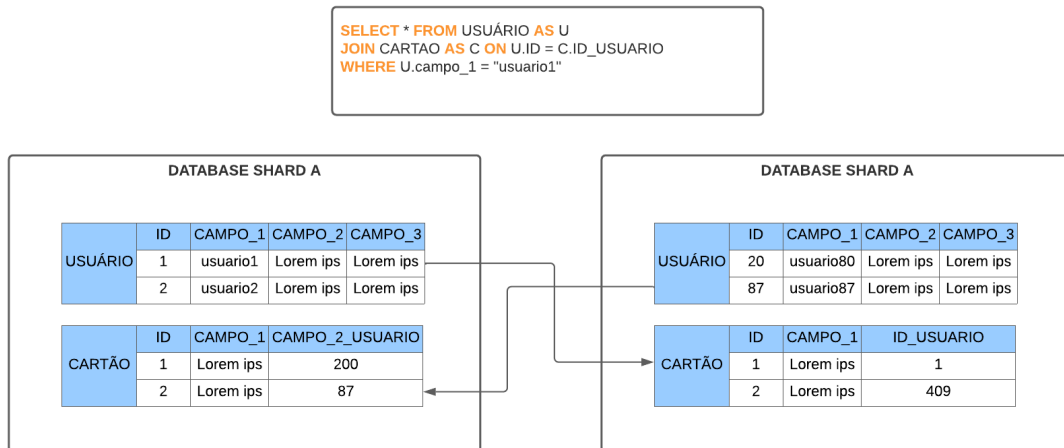 SELECT * FROM USUÁRIO AS U
JOIN CARTAO AS C ON U.ID = C.ID_USUARIO
WHERE U.campo_1 = "usuario1"
DATABASE SHARD A
USUÁRIO
ID CAMPO_1 CAMPO_2 CAMPO_3
1 usuario1 Lorem ips Lorem ips
2 usuario2 Lorem ips Lorem ips
CARTÃO
ID CAMPO_1 CAMPO_2_USUARIO
1 Lorem ips 200
2 Lorem ips 87
DATABASE SHARD A
USUÁRIO
ID CAMPO_1 CAMPO_2 CAMPO_3
20 usuario80 Lorem ips Lorem ips
87 usuario87 Lorem ips Lorem ips
CARTÃO
ID CAMPO_1 ID_USUARIO
1 Lorem ips 1
2 Lorem ips 409